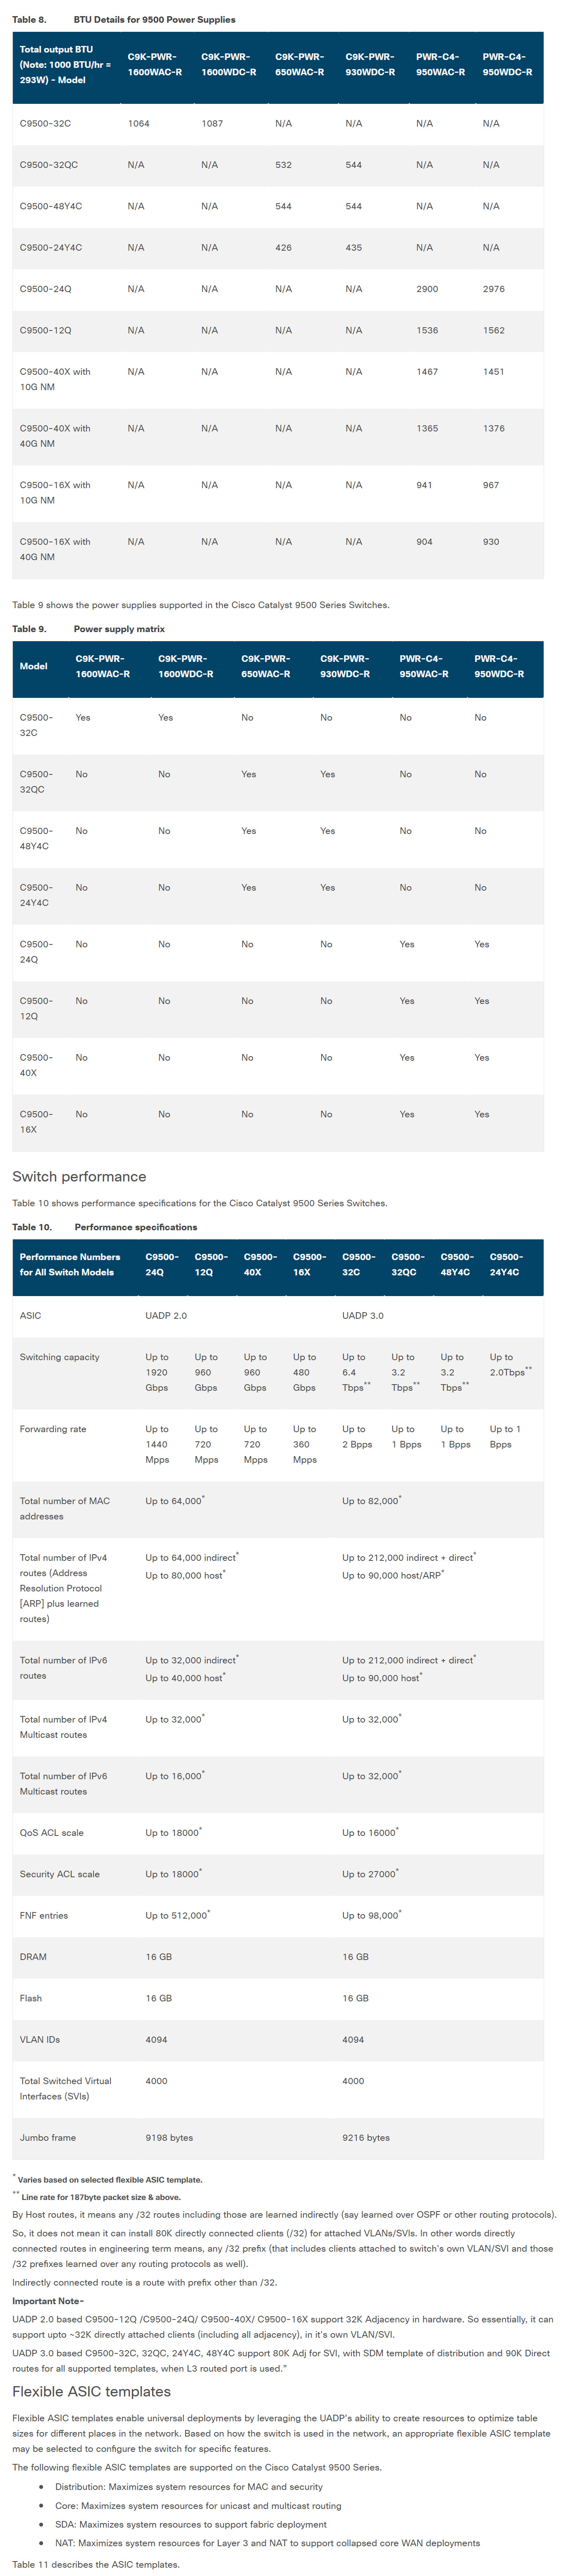 Table 8. BTU Details for 9500 Power Supplies
Total output BTU (Note: 1000 BTU/hr = 293W) - Model C9K-PWR-1600WAC-R C9K-PWR-1600WDC-R C9K-PWR-650WAC-R C9K-PWR-930WDC-R PWR-C4-950WAC-R PWR-C4-950WDC-R
C9500-32C 1064 1087 N/A N/A N/A N/A
C9500-32QC N/A N/A 532 544 N/A N/A
C9500-48Y4C N/A N/A 544 544 N/A N/A
C9500-24Y4C N/A N/A 426 435 N/A N/A
C9500-24Q N/A N/A N/A N/A 2900 2976
C9500-12Q N/A N/A N/A N/A 1536 1562
C9500-40X with 10G NM N/A N/A N/A N/A 1467 1451
C9500-40X with 40G NM N/A N/A N/A N/A 1365 1376
C9500-16X with 10G NM N/A N/A N/A N/A 941 967
C9500-16X with 40G NM N/A N/A N/A N/A 904 930
Table 9 shows the power supplies supported in the Cisco Catalyst 9500 Series Switches.
Table 9. Power supply matrix
Model C9K-PWR-1600WAC-R C9K-PWR-1600WDC-R C9K-PWR-650WAC-R C9K-PWR-930WDC-R PWR-C4-950WAC-R PWR-C4-950WDC-R
C9500-32C Yes Yes No No No No
C9500-32QC No No Yes Yes No No
C9500-48Y4C No No Yes Yes No No
C9500-24Y4C No No Yes Yes No No
C9500-24Q No No No No Yes Yes
C9500-12Q No No No No Yes Yes
C9500-40X No No No No Yes Yes
C9500-16X No No No No Yes Yes
Switch performance
Table 10 shows performance specifications for the Cisco Catalyst 9500 Series Switches.
Table 10. Performance specifications
Performance Numbers for All Switch Models C9500-24Q C9500-12Q C9500-40X C9500-16X C9500-32C C9500-32QC C9500-48Y4C C9500-24Y4C
ASIC UADP 2.0 UADP 3.0
Switching capacity Up to 1920 Gbps Up to 960 Gbps Up to 960 Gbps Up to 480 Gbps Up to 6.4 Tbps** Up to 3.2 Tbps** Up to 3.2 Tbps** Up to 2.0Tbps**
Forwarding rate Up to 1440 Mpps Up to 720 Mpps Up to 720 Mpps Up to 360 Mpps Up to 2 Bpps Up to 1 Bpps Up to 1 Bpps Up to 1 Bpps
Total number of MAC addresses Up to 64,000* Up to 82,000*
Total number of IPv4 routes (Address Resolution Protocol [ARP] plus learned routes) Up to 64,000 indirect* Up to 80,000 host* Up to 212,000 indirect + direct* Up to 90,000 host/ARP*
Total number of IPv6 routes Up to 32,000 indirect* Up to 40,000 host* Up to 212,000 indirect + direct* Up to 90,000 host*
Total number of IPv4 Multicast routes Up to 32,000* Up to 32,000*
Total number of IPv6 Multicast routes Up to 16,000* Up to 32,000*
QoS ACL scale Up to 18000* Up to 16000*
Security ACL scale Up to 18000* Up to 27000*
FNF entries Up to 512,000* Up to 98,000*
DRAM 16 GB 16 GB
Flash 16 GB 16 GB
VLAN IDs 4094 4094
Total Switched Virtual Interfaces (SVIs) 4000 4000
Jumbo frame 9198 bytes 9216 bytes
* Varies based on selected flexible ASIC template.
** Line rate for 187byte packet size & above.
By Host routes, it means any /32 routes including those are learned indirectly (say learned over OSPF or other routing protocols).
So, it does not mean it can install 80K directly connected clients (/32) for attached VLANs/SVIs. In other words directly
connected routes in engineering term means, any /32 prefix (that includes clients attached to switch's own VLAN/SVI and those
/32 prefixes learned over any routing protocols as well).
Indirectly connected route is a route with prefix other than /32.
Important Note-
UADP 2.0 based C9500-12Q /C9500-24Q/ C9500-40X/ C9500-16X support 32K Adjacency in hardware. So essentially, it can
support upto ~32K directly attached clients (including all adjacency), in it's own VLAN/SVI.
UADP 3.0 based C9500-32C, 32QC, 24Y4C, 48Y4C support 80K Adj for SVI, with SDM template of distribution and 90K Direct
routes for all supported templates, when L3 routed port is used."
Flexible ASIC templates
Flexible ASIC templates enable universal deployments by leveraging the UADP's ability to create resources to optimize table
sizes for different places in the network. Based on how the switch is used in the network, an appropriate flexible ASIC template
may be selected to configure the switch for specific features.
The following flexible ASIC templates are supported on the Cisco Catalyst 9500 Series.
● Distribution: Maximizes system resources for MAC and security
● Core: Maximizes system resources for unicast and multicast routing
● SDA: Maximizes system resources to support fabric deployment
● NAT: Maximizes system resources for Layer 3 and NAT to support collapsed core WAN deployments
Table 11 describes the ASIC templates.